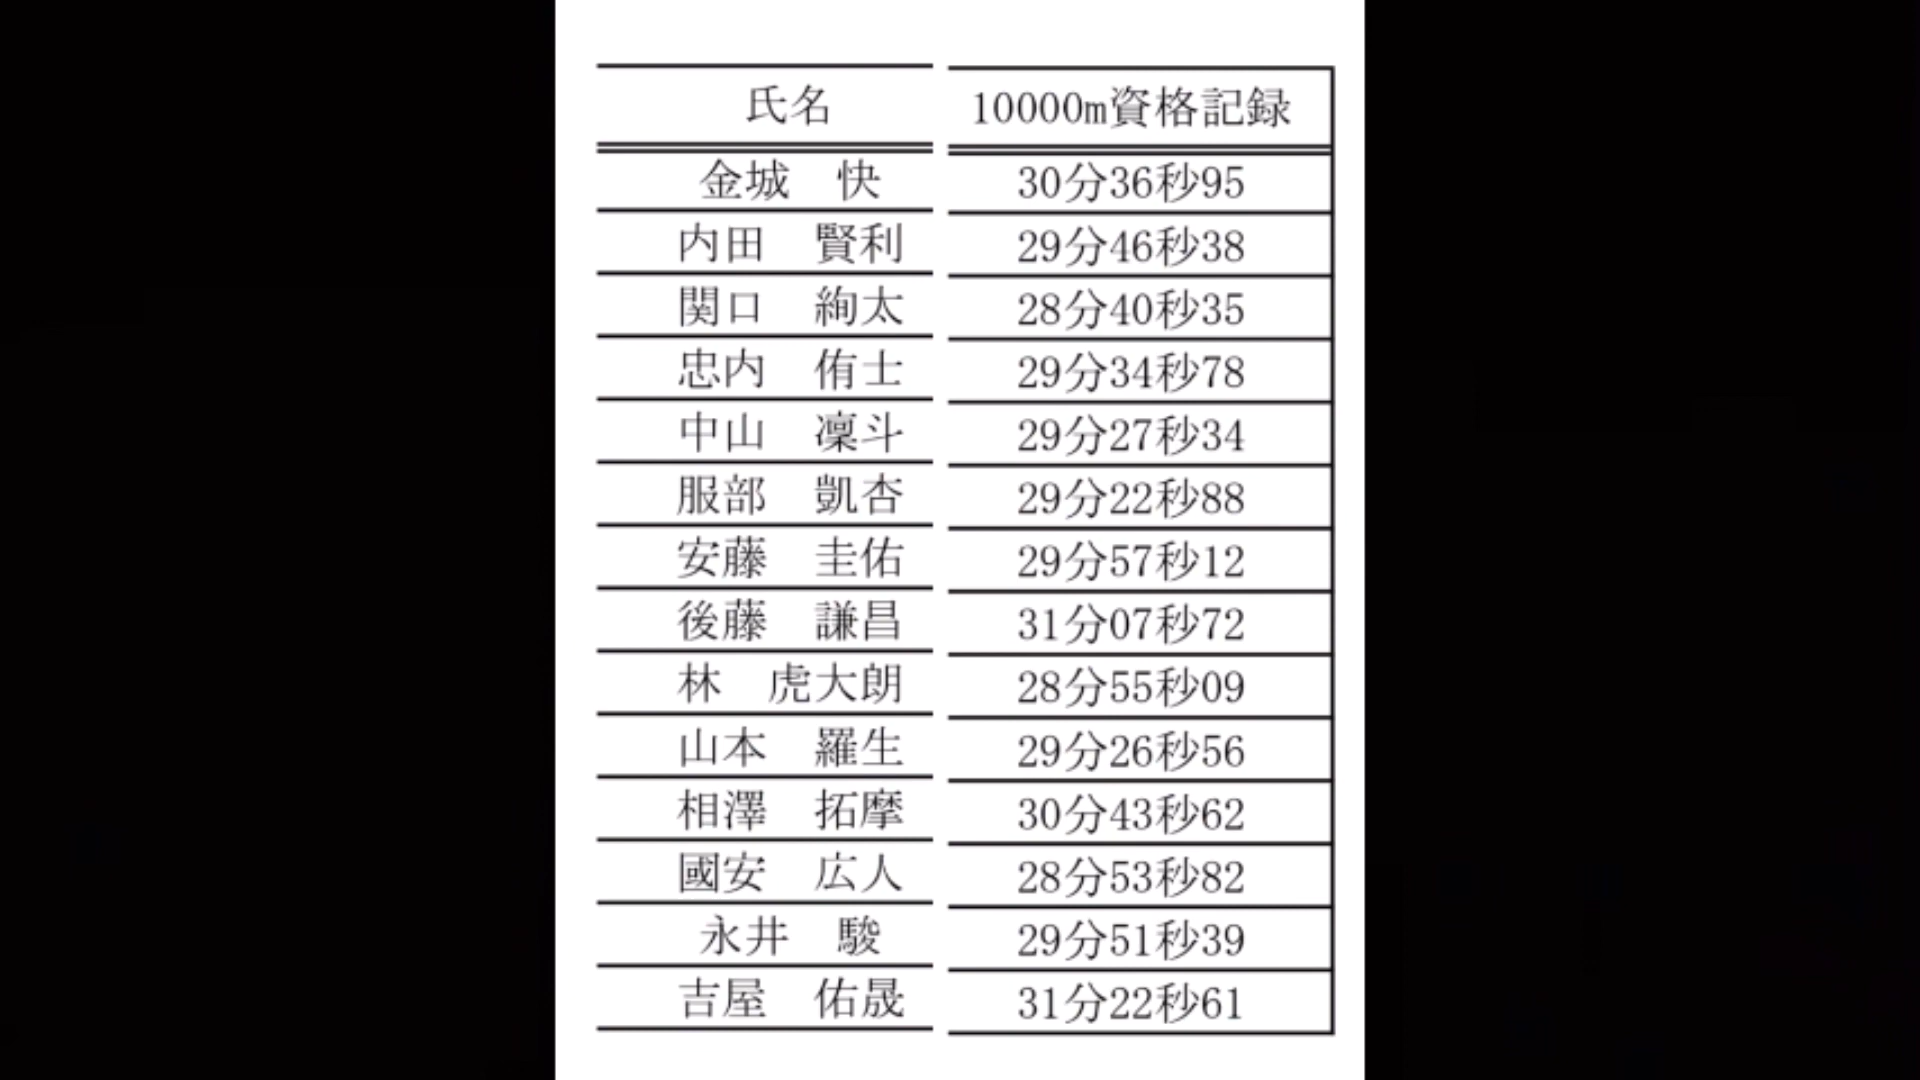 氏名 10000m資格記録
金城　快 30分36秒95
内田　賢利 29分46秒38
関口　絢太 28分40秒35
忠内　侑士 29分34秒78
中山　凜斗 29分27秒34
服部　凱杏 29分22秒88
安藤　圭佑 29分57秒12
後藤　謙昌 31分07秒72
林　虎大朗 28分55秒09
山本　羅生 29分26秒56
相澤　拓摩 30分43秒62
國安　広人 28分53秒82
永井　駿 29分51秒39
吉屋　佑晟 31分22秒61